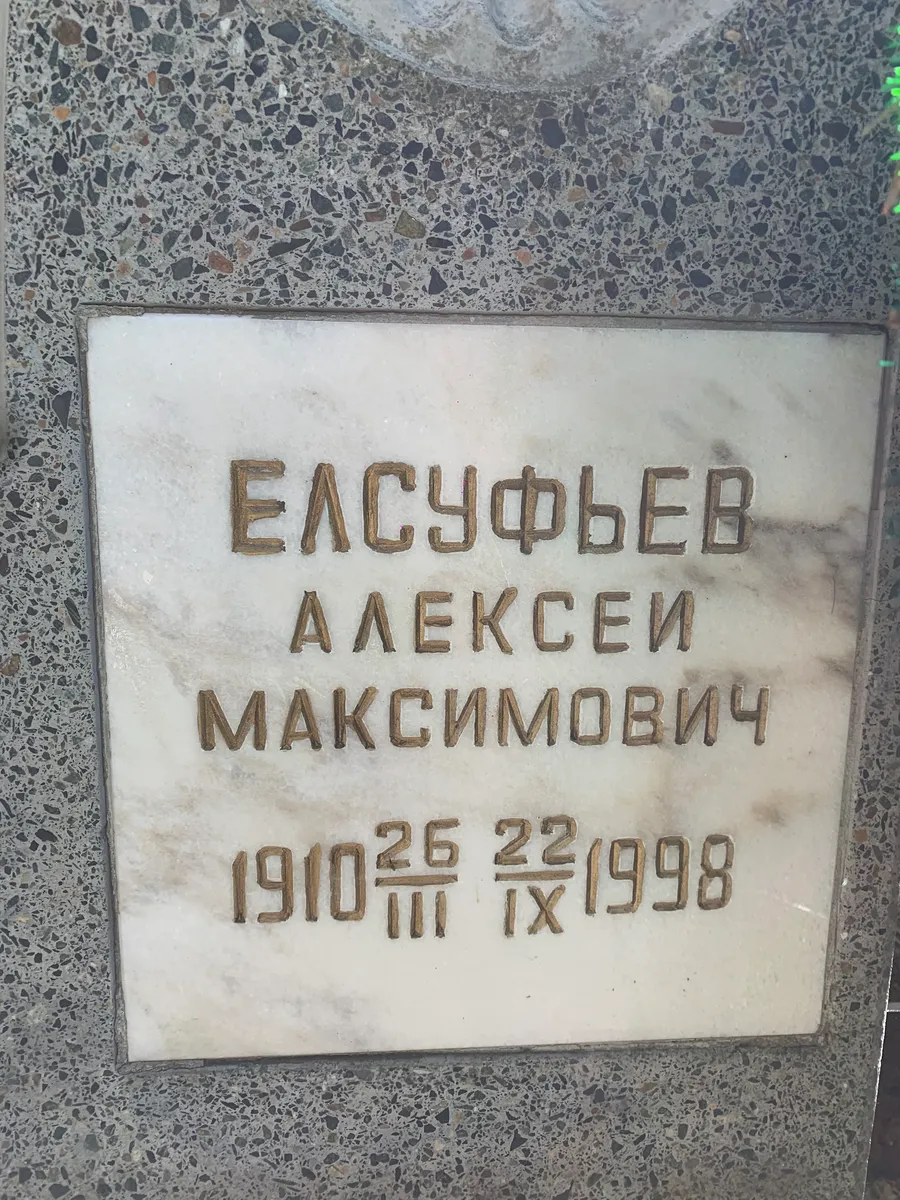 ЕЛСУФЬЕВ
АЛЕКСЕИ
МАКСИМОВИЧ
1910 26/III 22/IX 1998